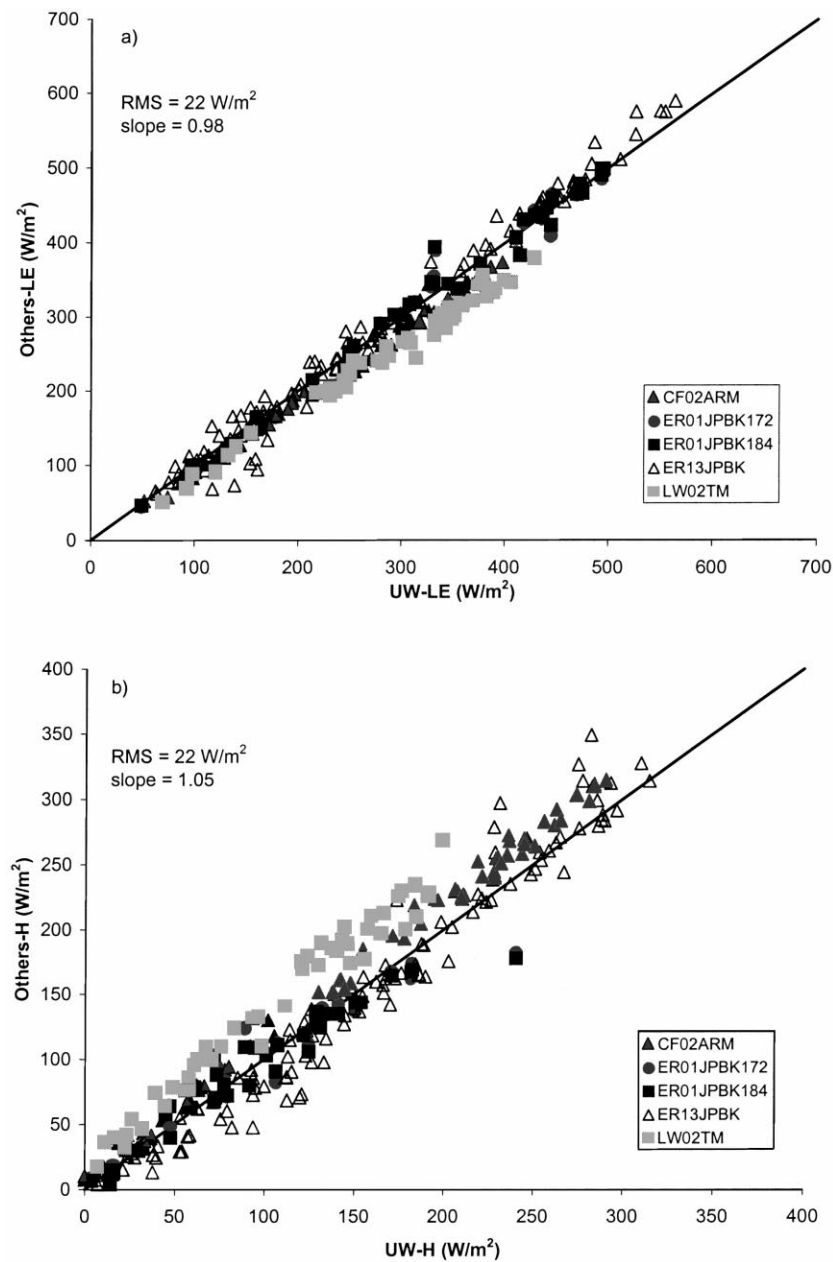 a)
RMS = 22 W/m²
slope = 0.98
700
600
500
400
300
200
100
0
Others-LE (W/m²)
CF02ARM
ER01JPBK172
ER01JPBK184
ER13JPBK
LW02TM
0 100 200 300 400 500 600 700
UW-LE (W/m²)
b)
RMS = 22 W/m²
slope = 1.05
400
350
300
250
200
150
100
50
0
Others-H (W/m²)
CF02ARM
ER01JPBK172
ER01JPBK184
ER13JPBK
LW02TM
0 50 100 150 200 250 300 350 400
UW-H (W/m²)